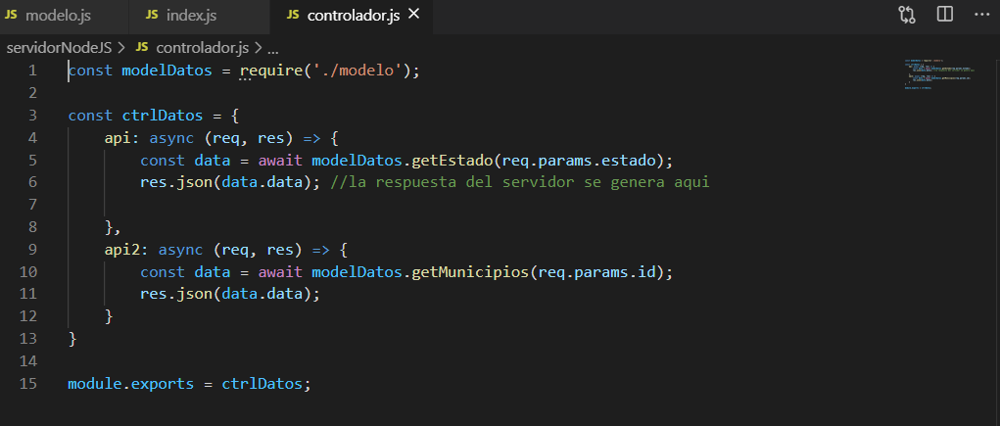 JS modelo.js JS index.js JS controlador.js ×
servidorNodeJS > JS controlador.js > ...
1 const modelDatos = require('./modelo');
2
3 const ctrlDatos = {
4     api: async (req, res) => {
5         const data = await modelDatos.getEstado(req.params.estado);
6         res.json(data.data); //la respuesta del servidor se genera aqui
7
8     },
9     api2: async (req, res) => {
10         const data = await modelDatos.getMunicipios(req.params.id);
11         res.json(data.data);
12     }
13 }
14
15 module.exports = ctrlDatos;